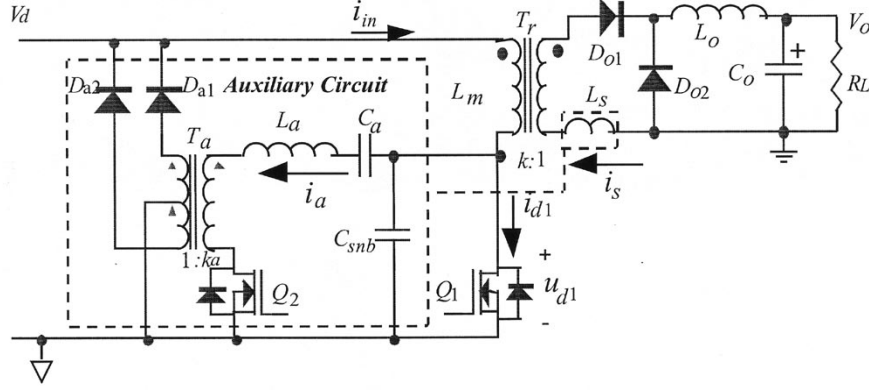 V_d
i_in
T_r
D_o1
L_o
V_o
D_a2
D_a1
Auxiliary Circuit
L_m
D_o2
C_o
+
R_L
L_a
C_a
L_s
T_a
k:1
i_a
i_s
i_d1
C_snb
1:ka
Q_2
Q_1
+
u_d1
-